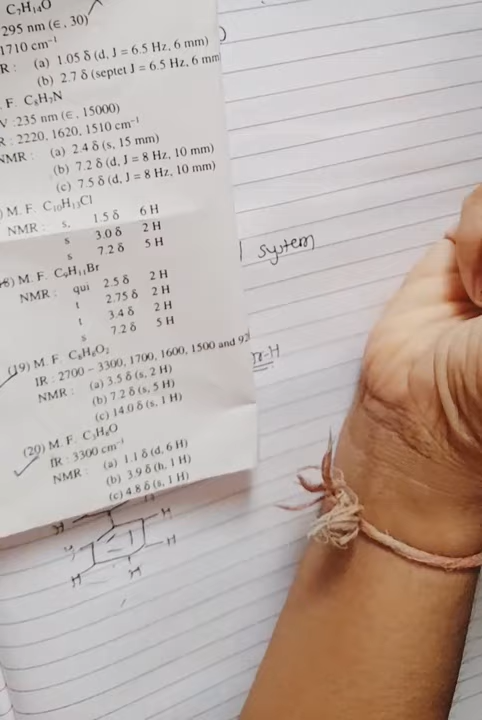 C₇H₁₄O
295 nm (ϵ, 30)
1710 cm⁻¹
R : (a) 1.05 δ (d, J = 6.5 Hz, 6 mm)
(b) 2.7 δ (septet J = 6.5 Hz, 6 mm
F. C₈H₇N
V 235 nm (ϵ, 15000)
R : 2220, 1620, 1510 cm⁻¹
NMR : (a) 2.4 δ (s, 15 mm)
(b) 7.2 δ (d, J = 8 Hz, 10 mm)
(c) 7.5 δ (d, J = 8 Hz, 10 mm)
) M. F. C₁₀H₁₃Cl
NMR : s, 1.5 δ 6 H
s 3.0 δ 2 H
s 7.2 δ 5 H
8) M. F. C₉H₁₁Br
NMR : qui 2.5 δ 2 H
t 2.75 δ 2 H
t 3.4 δ 2 H
s 7.2 δ 5 H
(19) M. F. C₈H₈O₂
IR : 2700 – 3300, 1700, 1600, 1500 and 92
NMR : (a) 3.5 δ (s, 2 H)
(b) 7.2 δ (s, 5 H)
(c) 14.0 δ (s, 1 H)
(20) M. F. C₃H₈O
IR : 3300 cm⁻¹
NMR : (a) 1.1 δ (d, 6 H)
(b) 3.9 δ (h, 1 H)
(c) 4.8 δ (s, 1 H)
system
-H
H H
H H
H H